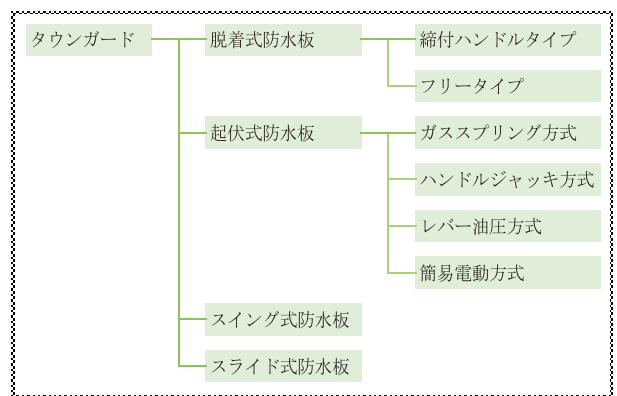 タウンガード
脱着式防水板
締付ハンドルタイプ
フリータイプ
起伏式防水板
ガススプリング方式
ハンドルジャッキ方式
レバー油圧方式
簡易電動方式
スイング式防水板
スライド式防水板